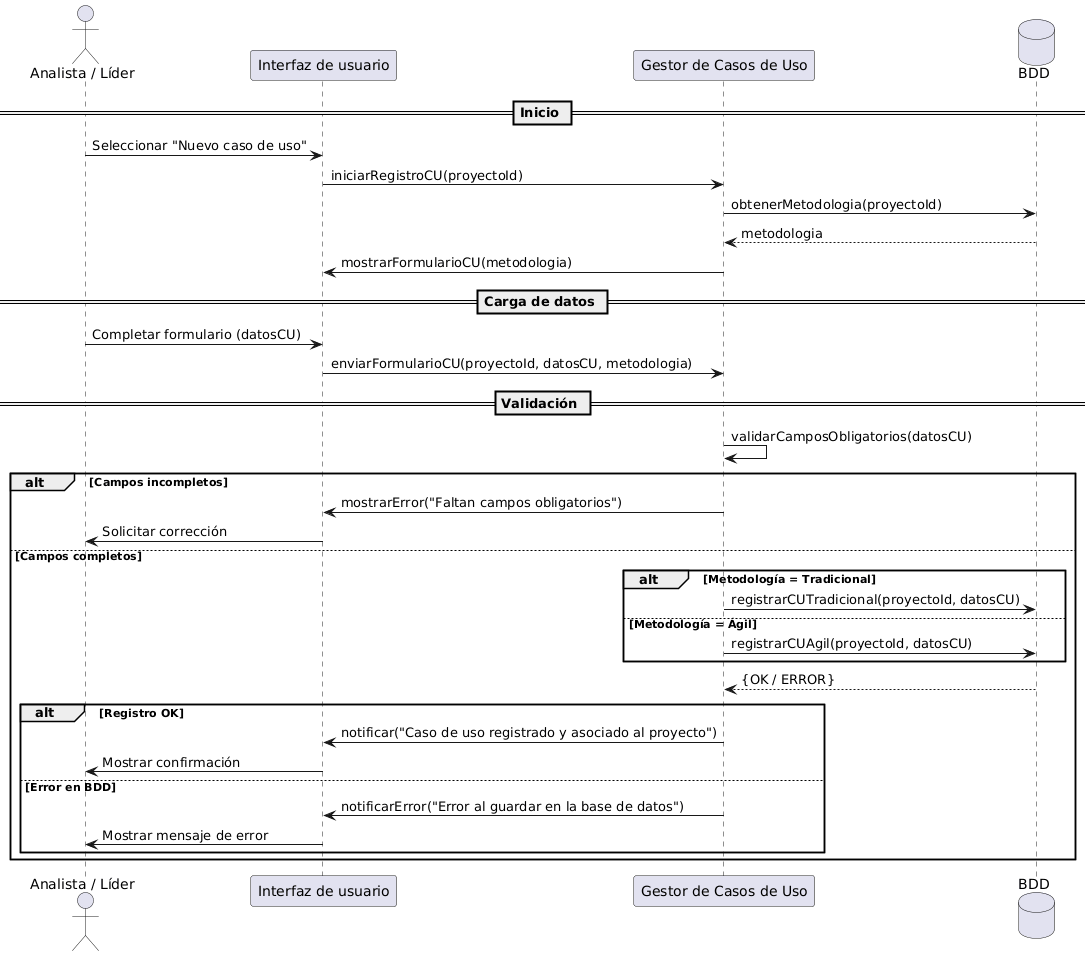 Analista / Líder
Interfaz de usuario
Gestor de Casos de Uso
BDD
Inicio
Seleccionar "Nuevo caso de uso"
iniciarRegistroCU(proyectoId)
obtenerMetodologia(proyectoId)
metodologia
mostrarFormularioCU(metodologia)
Carga de datos
Completar formulario (datosCU)
enviarFormularioCU(proyectoId, datosCU, metodologia)
Validación
validarCamposObligatorios(datosCU)
alt [Campos incompletos]
mostrarError("Faltan campos obligatorios")
Solicitar corrección
[Campos completos]
alt [Metodología = Tradicional]
registrarCUTradicional(proyectoId, datosCU)
[Metodología = Agil]
registrarCUAgil(proyectoId, datosCU)
{OK / ERROR}
alt [Registro OK]
notificar("Caso de uso registrado y asociado al proyecto")
Mostrar confirmación
[Error en BDD]
notificarError("Error al guardar en la base de datos")
Mostrar mensaje de error
Analista / Líder
Interfaz de usuario
Gestor de Casos de Uso
BDD